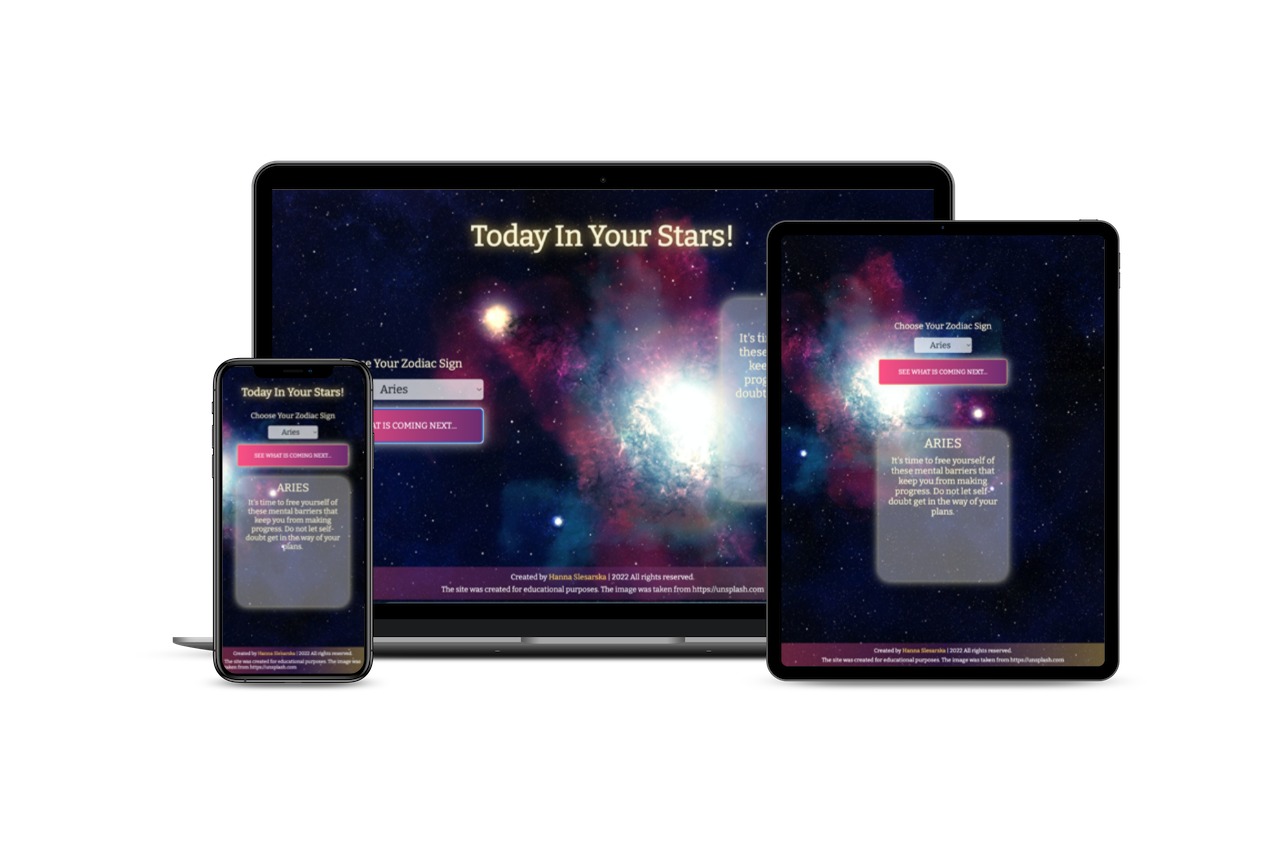 Today In Your Stars!
se Your Zodiac Sign
Aries
AT IS COMING NEXT...
It's ti
these
kee
prog
doubt
Created by Hanna Slesarska | 2022 All rights reserved.
The site was created for educational purposes. The image was taken from https://unsplash.com
Today In Your Stars!
Choose Your Zodiac Sign
Aries
SEE WHAT IS COMING NEXT...
ARIES
It's time to free yourself of
these mental barriers that
keep you from making
progress. Do not let self-
doubt get in the way of your
plans.
Created by Hanna Slesarska | 2022 All rights reserved.
The site was created for educational purposes. The image was
taken from https://unsplash.com
Choose Your Zodiac Sign
Aries
SEE WHAT IS COMING NEXT...
ARIES
It's time to free yourself of
these mental barriers that
keep you from making
progress. Do not let self-
doubt get in the way of your
plans.
Created by Hanna Slesarska | 2022 All rights reserved.
The site was created for educational purposes. The image was taken from https://unsplash.com